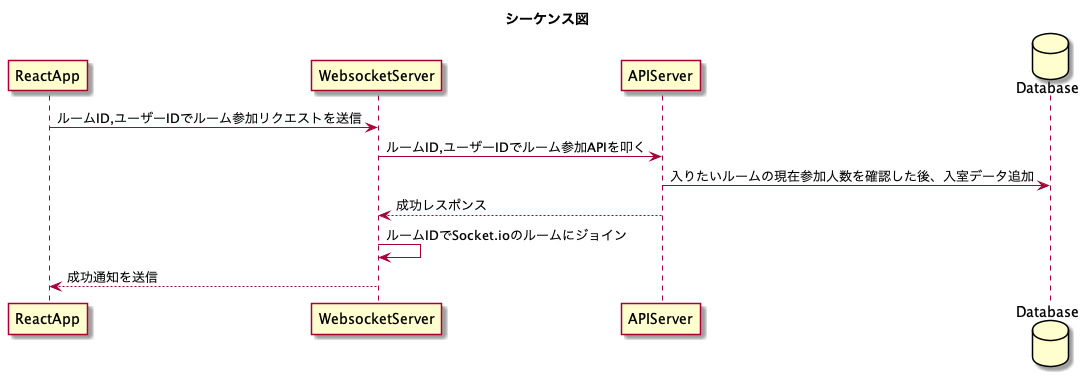 シーケンス図
ReactApp
WebsocketServer
APIServer
Database
ルームID,ユーザーIDでルーム参加リクエストを送信
ルームID,ユーザーIDでルーム参加APIを叩く
入りたいルームの現在参加人数を確認した後、入室データ追加
成功レスポンス
ルームIDでSocket.ioのルームにジョイン
成功通知を送信
ReactApp
WebsocketServer
APIServer
Database